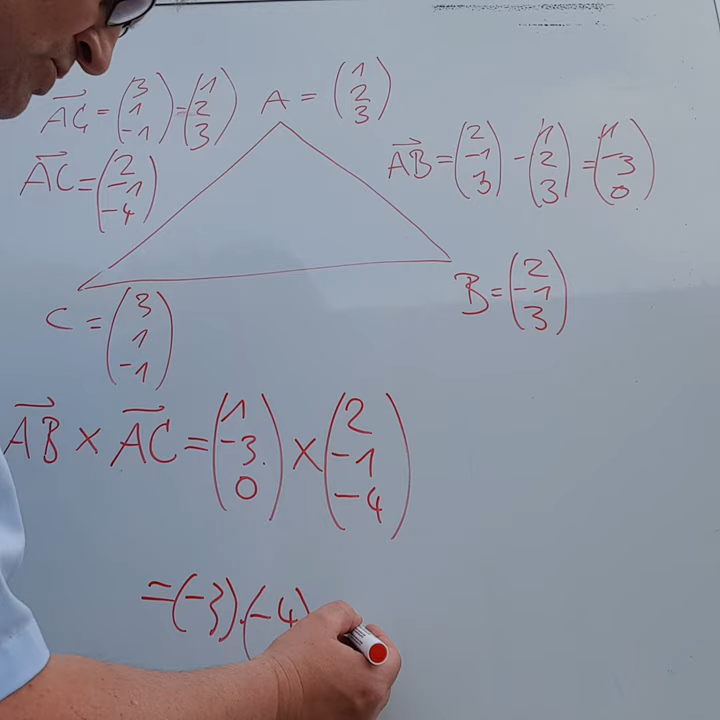 AC = (3 1 -1) = (1 2 3)
A = (1 2 3)
AB = (2 -1 3) - (1 2 3) = (1 -3 0)
AC = (2 -1 -4)
B = (2 -1 3)
C = (3 1 -1)
AB × AC = (1 -3 0) × (2 -1 -4)
= (-3)·(-4)